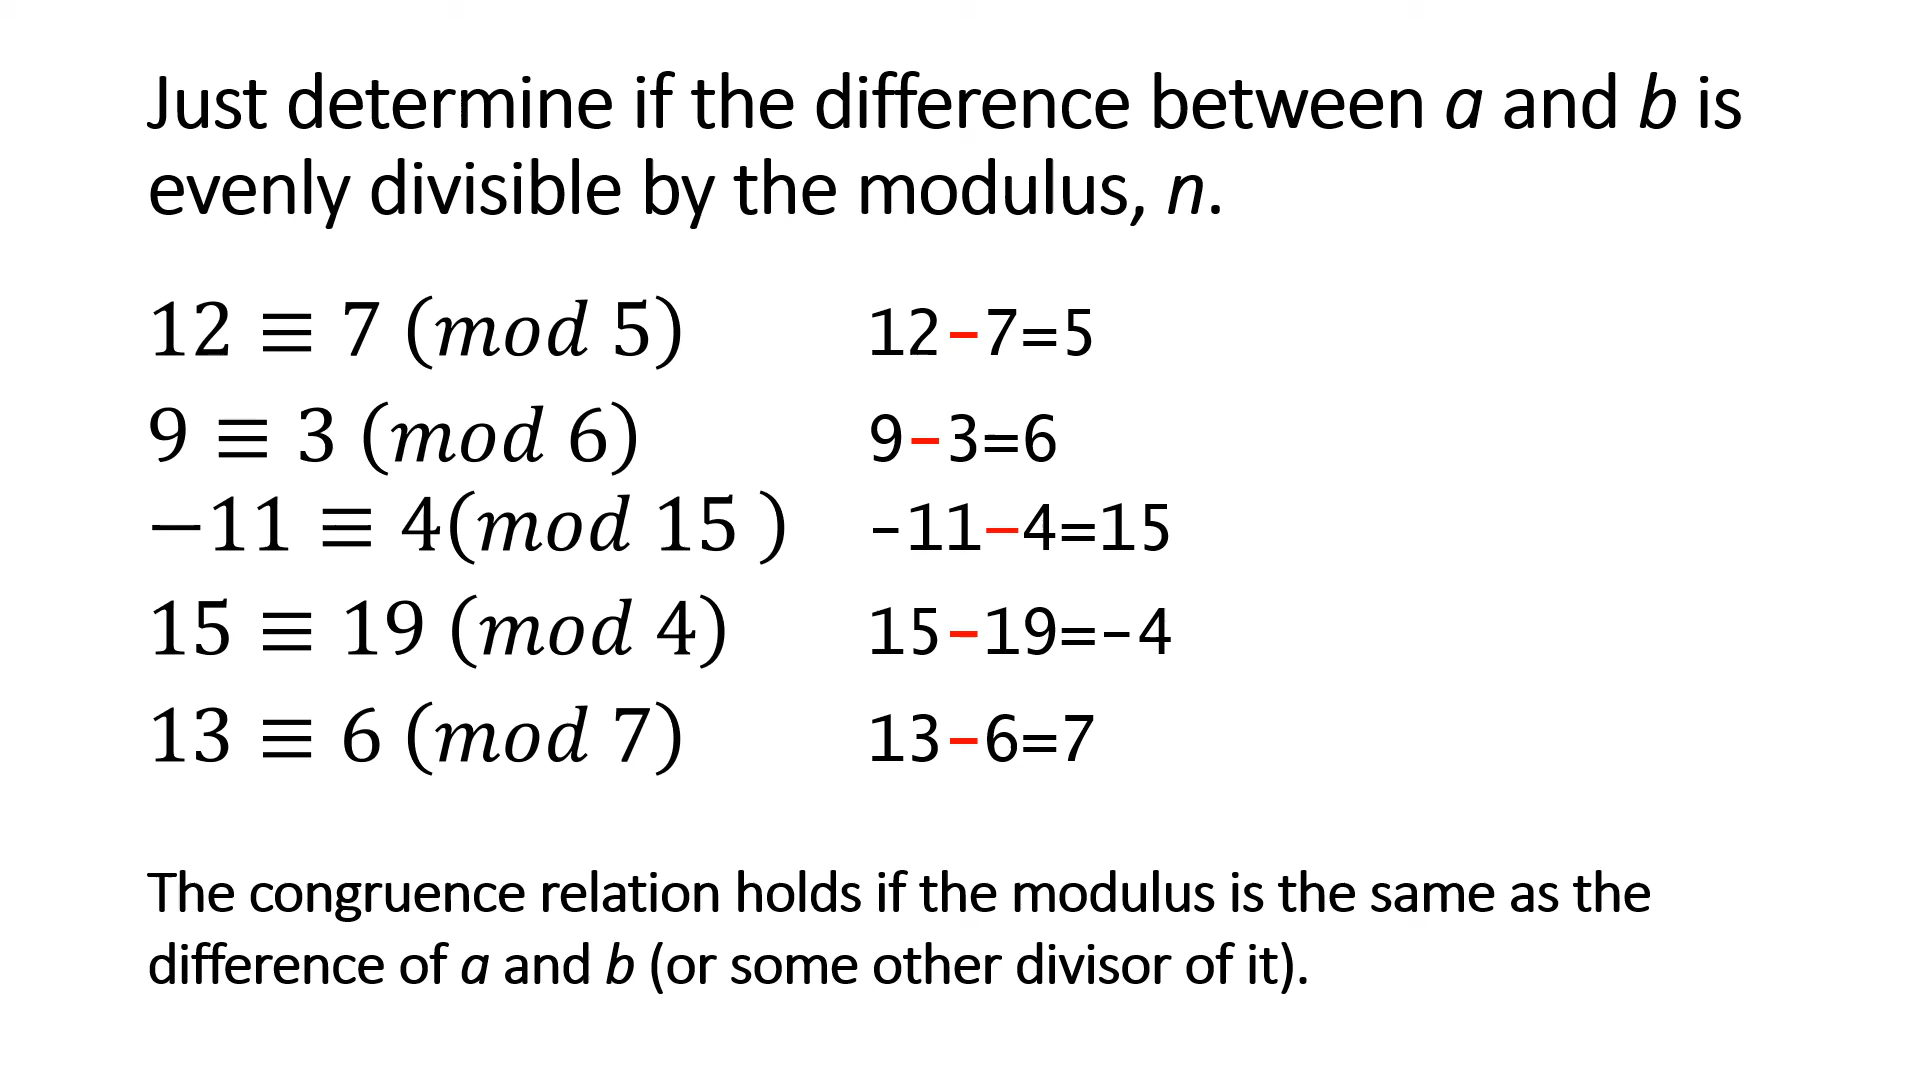 Just determine if the difference between a and b is
evenly divisible by the modulus, n.
12 ≡ 7 (mod 5) 12–7=5
9 ≡ 3 (mod 6) 9–3=6
−11 ≡ 4(mod 15 ) -11–4=15
15 ≡ 19 (mod 4) 15–19=-4
13 ≡ 6 (mod 7) 13–6=7
The congruence relation holds if the modulus is the same as the
difference of a and b (or some other divisor of it).